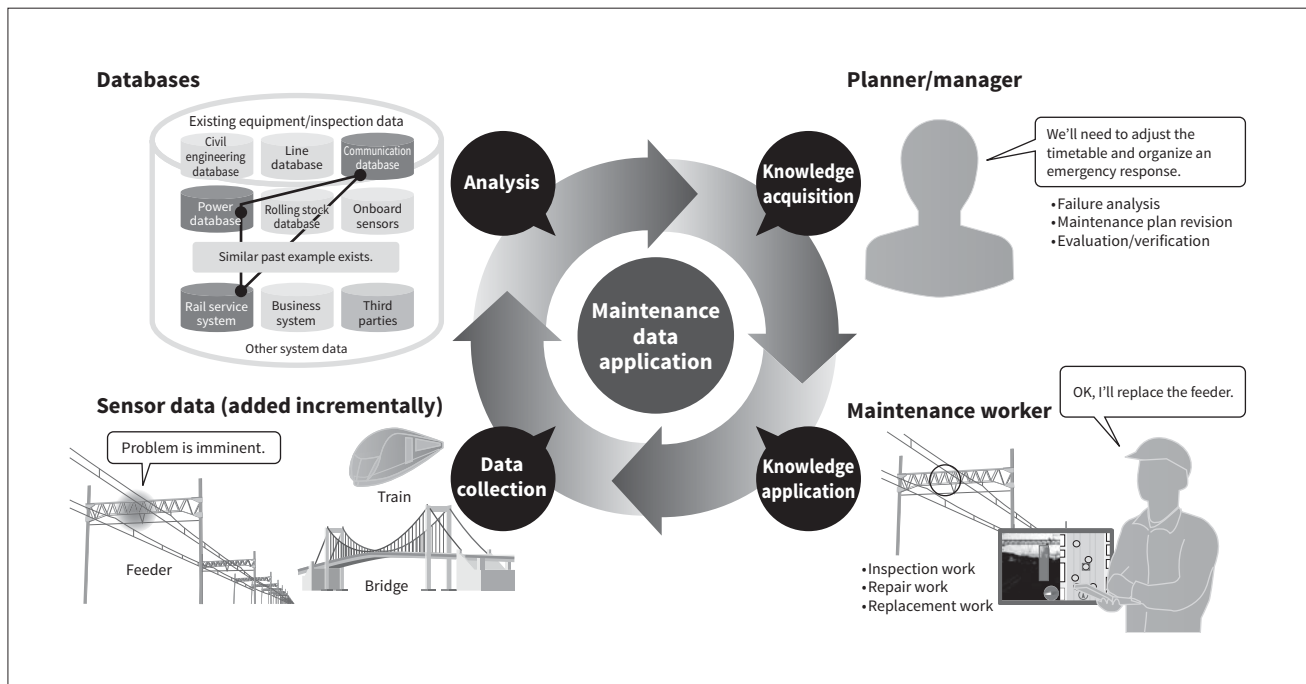 Databases
Existing equipment/inspection data
Civil
engineering
database
Line
database
Communication
database
Power
database
Rolling stock
database
Onboard
sensors
Similar past example exists.
Rail service
system
Business
system
Third
parties
Other system data
Analysis
Knowledge
acquisition
Maintenance
data
application
Data
collection
Knowledge
application
Planner/manager
We’ll need to adjust the
timetable and organize an
emergency response.
•Failure analysis
•Maintenance plan revision
•Evaluation/verification
Sensor data (added incrementally)
Problem is imminent.
Train
Feeder
Bridge
Maintenance worker
OK, I’ll replace the feeder.
•Inspection work
•Repair work
•Replacement work